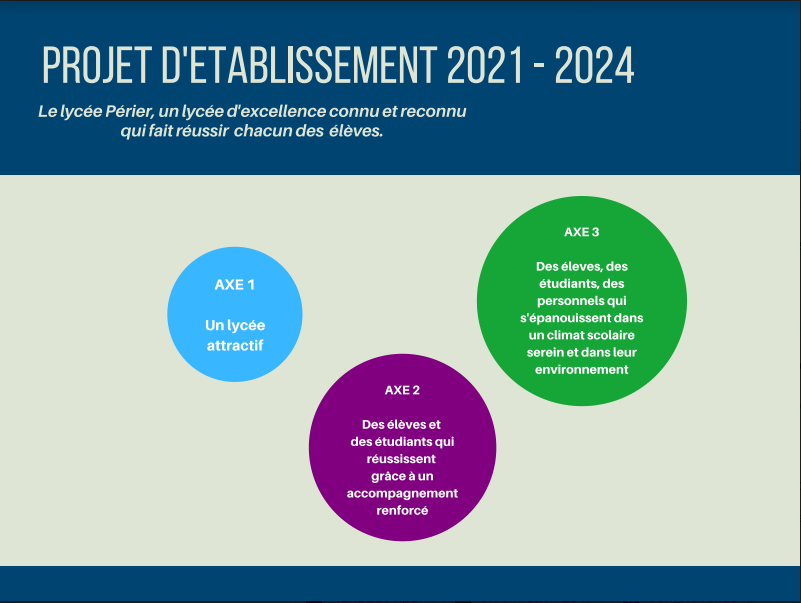 PROJET D'ETABLISSEMENT 2021 - 2024
Le lycée Périer, un lycée d'excellence connu et reconnu
qui fait réussir chacun des élèves.
AXE 1
Un lycée
attractif
AXE 2
Des élèves et
des étudiants qui
réussissent
grâce à un
accompagnement
renforcé
AXE 3
Des éleves, des
étudiants, des
personnels qui
s'épanouissent dans
un climat scolaire
serein et dans leur
environnement